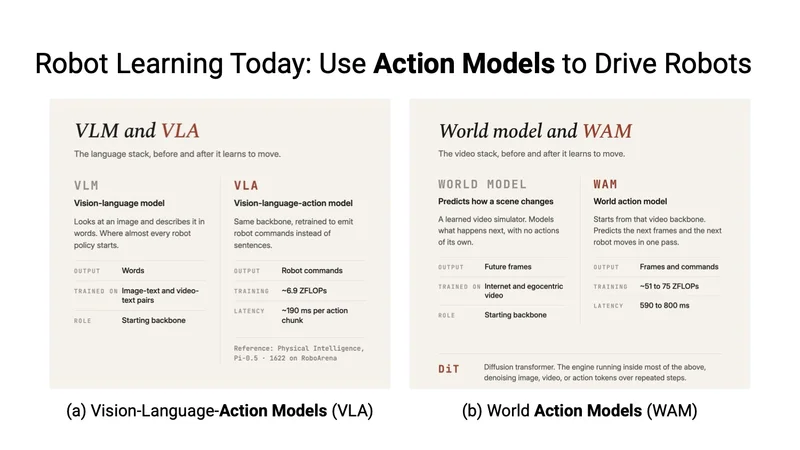 Robot Learning Today: Use Action Models to Drive Robots
VLM and VLA
The language stack, before and after it learns to move.
VLM
Vision-language model
Looks at an image and describes it in
words. Where almost every robot
policy starts.
OUTPUT Words
TRAINED ON Image-text and video-
text pairs
ROLE Starting backbone
VLA
Vision-language-action model
Same backbone, retrained to emit
robot commands instead of
sentences.
OUTPUT Robot commands
TRAINING ~6.9 ZFLOPs
LATENCY ~190 ms per action
chunk
Reference: Physical Intelligence,
Pi-0.5 · 1622 on RoboArena
(a) Vision-Language-Action Models (VLA)
World model and WAM
The video stack, before and after it learns to move.
WORLD MODEL
Predicts how a scene changes
A learned video simulator. Models
what happens next, with no actions
of its own.
OUTPUT Future frames
TRAINED ON Internet and egocentric
video
ROLE Starting backbone
WAM
World action model
Starts from that video backbone.
Predicts the next frames and the next
robot moves in one pass.
OUTPUT Frames and commands
TRAINING ~51 to 75 ZFLOPs
LATENCY 590 to 800 ms
DiT Diffusion transformer. The engine running inside most of the above,
denoising image, video, or action tokens over repeated steps.
(b) World Action Models (WAM)